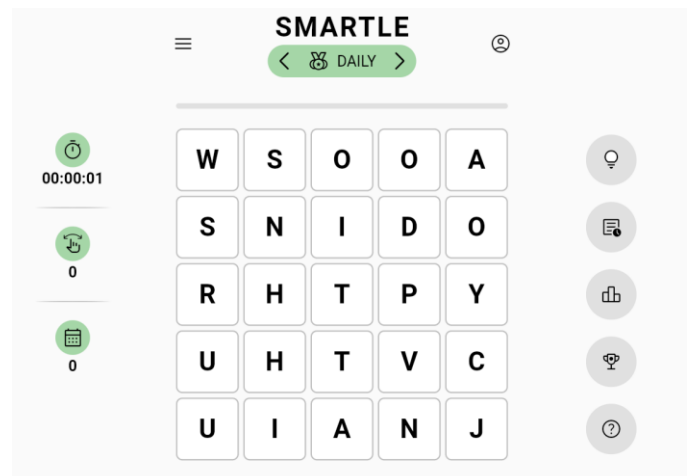 SMARTLE
DAILY
00:00:01
0
0
W S O O A
S N I D O
R H T P Y
U H T V C
U I A N J